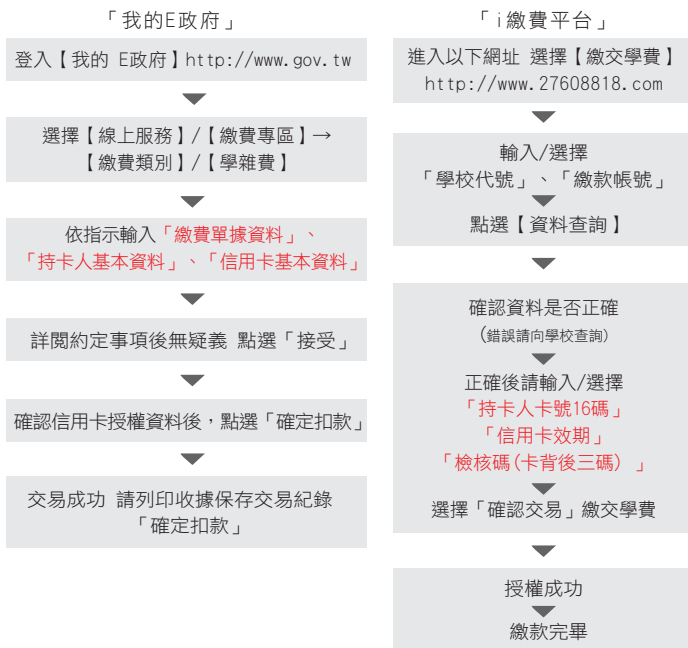 「我的E政府」
登入【我的 E政府】http://www.gov.tw
選擇【線上服務】/【繳費專區】→
【繳費類別】/【學雜費】
依指示輸入「繳費單據資料」、
「持卡人基本資料」、「信用卡基本資料」
詳閱約定事項後無疑義 點選「接受」
確認信用卡授權資料後，點選「確定扣款」
交易成功 請列印收據保存交易紀錄
「確定扣款」
「i繳費平台」
進入以下網址 選擇【繳交學費】
http://www.27608818.com
輸入/選擇
「學校代號」、「繳款帳號」
點選【資料查詢】
確認資料是否正確
(錯誤請向學校查詢)
正確後請輸入/選擇
「持卡人卡號16碼」
「信用卡效期」
「檢核碼(卡背後三碼) 」
選擇「確認交易」繳交學費
授權成功
繳款完畢